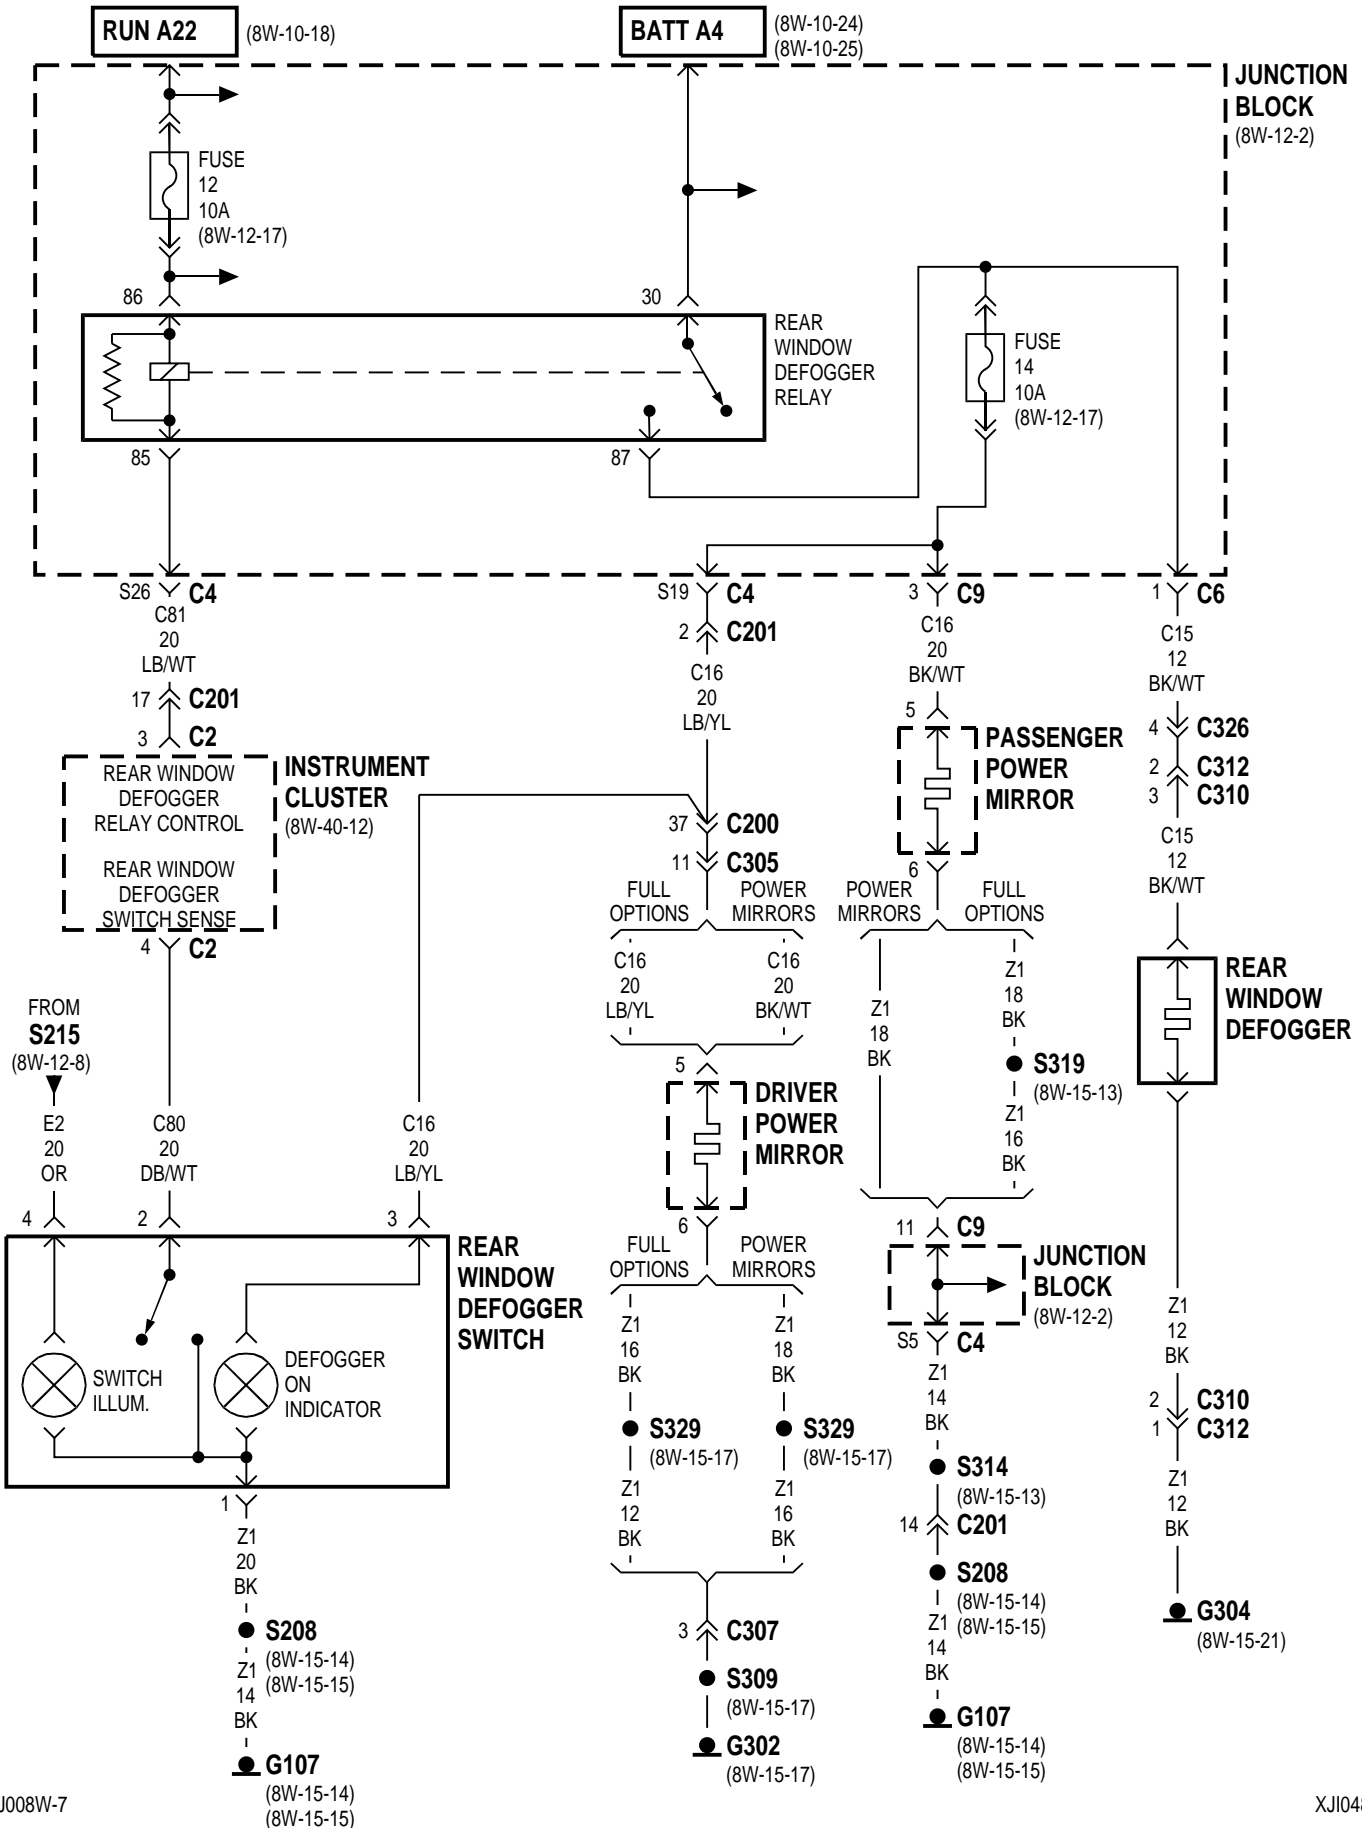 RUN A22
(8W-10-18)
BATT A4
(8W-10-24)
(8W-10-25)
JUNCTION
BLOCK
(8W-12-2)
FUSE
12
10A
(8W-12-17)
86
30
REAR
WINDOW
DEFOGGER
RELAY
FUSE
14
10A
(8W-12-17)
85
87
S26
C4
S19
C4
3
C9
1
C6
C81
20
LB/WT
17
C201
3
C2
2
C201
C16
20
LB/YL
C16
20
BK/WT
5
PASSENGER
POWER
MIRROR
6
C15
12
BK/WT
4
C326
2
C312
3
C310
C15
12
BK/WT
REAR WINDOW
DEFOGGER
RELAY CONTROL
REAR WINDOW
DEFOGGER
SWITCH SENSE
INSTRUMENT
CLUSTER
(8W-40-12)
4
C2
37
C200
11
C305
FULL
OPTIONS
POWER
MIRRORS
C16
20
LB/YL
C16
20
BK/WT
5
DRIVER
POWER
MIRROR
6
POWER
MIRRORS
FULL
OPTIONS
Z1
18
BK
Z1
18
BK
S319
(8W-15-13)
Z1
16
BK
REAR
WINDOW
DEFOGGER
FROM
S215
(8W-12-8)
E2
20
OR
C80
20
DB/WT
C16
20
LB/YL
4
2
3
REAR
WINDOW
DEFOGGER
SWITCH
SWITCH
ILLUM.
DEFOGGER
ON
INDICATOR
1
Z1
20
BK
S208
(8W-15-14)
(8W-15-15)
Z1
14
BK
G107
(8W-15-14)
(8W-15-15)
FULL
OPTIONS
POWER
MIRRORS
Z1
16
BK
Z1
18
BK
S329
(8W-15-17)
S329
(8W-15-17)
Z1
12
BK
Z1
16
BK
3
C307
S309
(8W-15-17)
G302
(8W-15-17)
11
C9
JUNCTION
BLOCK
(8W-12-2)
S5
C4
Z1
14
BK
S314
(8W-15-13)
14
C201
S208
(8W-15-14)
(8W-15-15)
Z1
14
BK
G107
(8W-15-14)
(8W-15-15)
Z1
12
BK
2
C310
1
C312
Z1
12
BK
G304
(8W-15-21)
J008W-7
XJI048